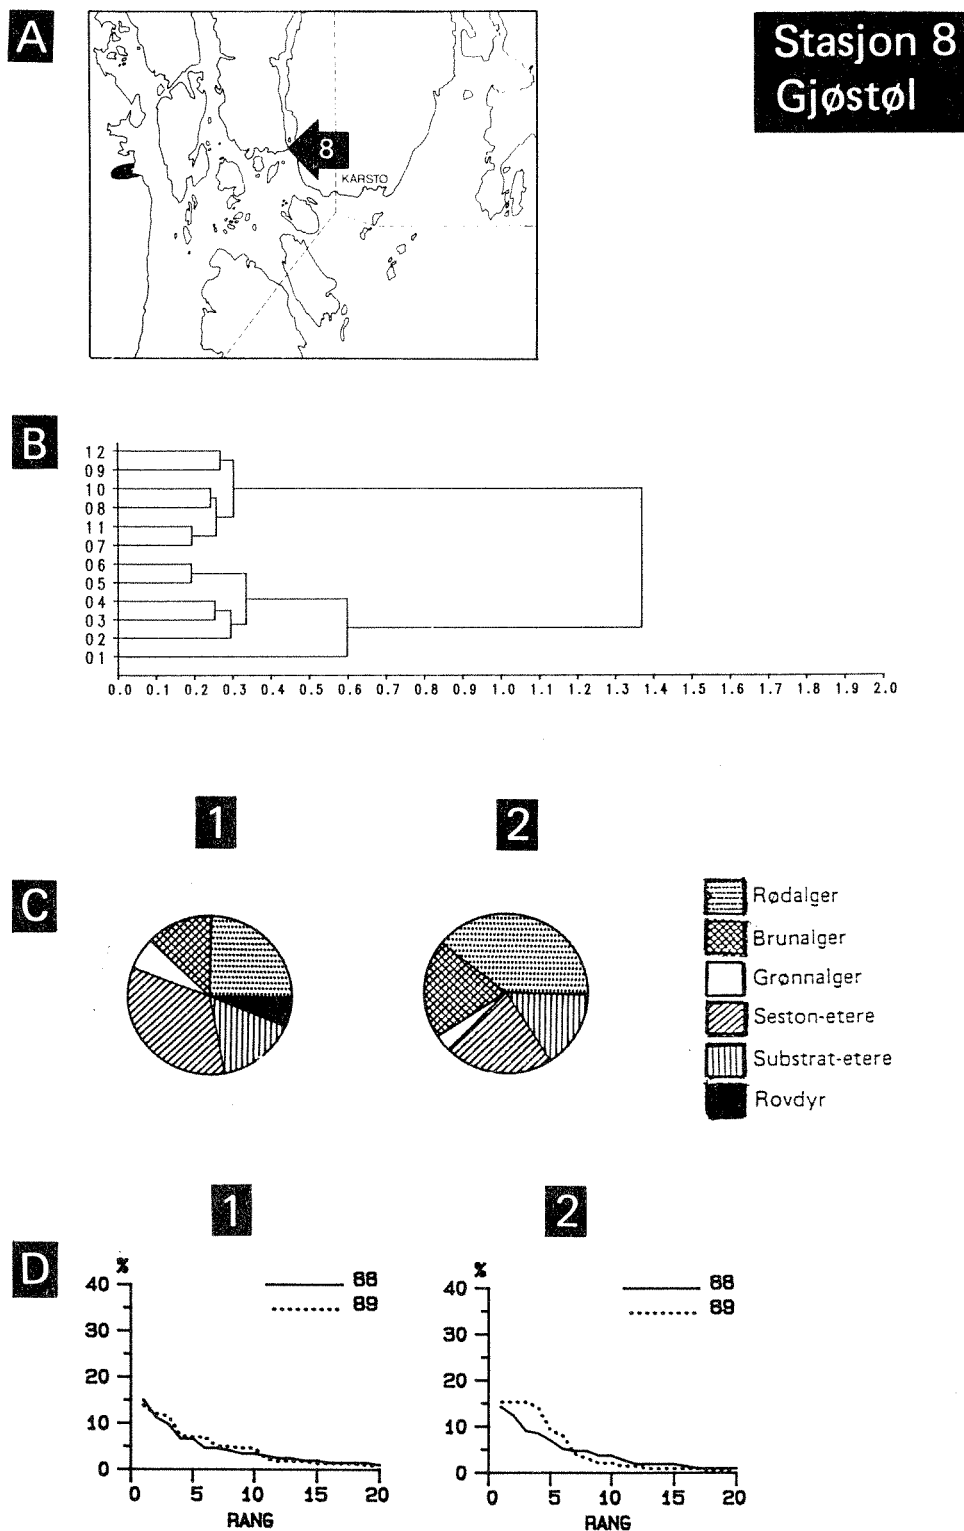 A
Stasjon 8
Gjøstøl
8
KÅRSTØ
B
12
09
10
08
11
07
06
05
04
03
02
01
0.0 0.1 0.2 0.3 0.4 0.5 0.6 0.7 0.8 0.9 1.0 1.1 1.2 1.3 1.4 1.5 1.6 1.7 1.8 1.9 2.0
1 2
C
Rødalger
Brunalger
Grønnalger
Seston-etere
Substrat-etere
Rovdyr
1 2
D
%
88
89
40
30
20
10
0
0 5 10 15 20
RANG
%
88
89
40
30
20
10
0
0 5 10 15 20
RANG